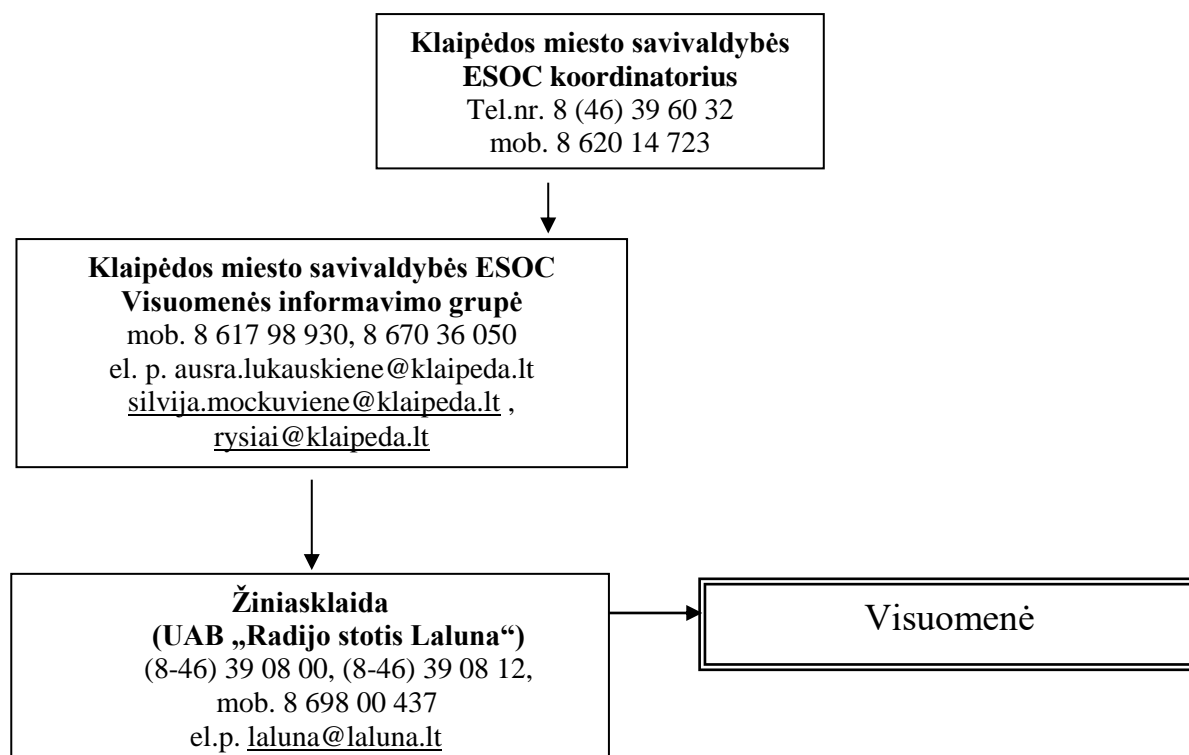 Klaipėdos miesto savivaldybės
ESOC koordinatorius
Tel.nr. 8 (46) 39 60 32
mob. 8 620 14 723
Klaipėdos miesto savivaldybės ESOC
Visuomenės informavimo grupė
mob. 8 617 98 930, 8 670 36 050
el. p. ausra.lukauskiene@klaipeda.lt
silvija.mockuviene@klaipeda.lt ,
rysiai@klaipeda.lt
Žiniasklaida
(UAB „Radijo stotis Laluna“)
(8-46) 39 08 00, (8-46) 39 08 12,
mob. 8 698 00 437
el.p. laluna@laluna.lt
Visuomenė